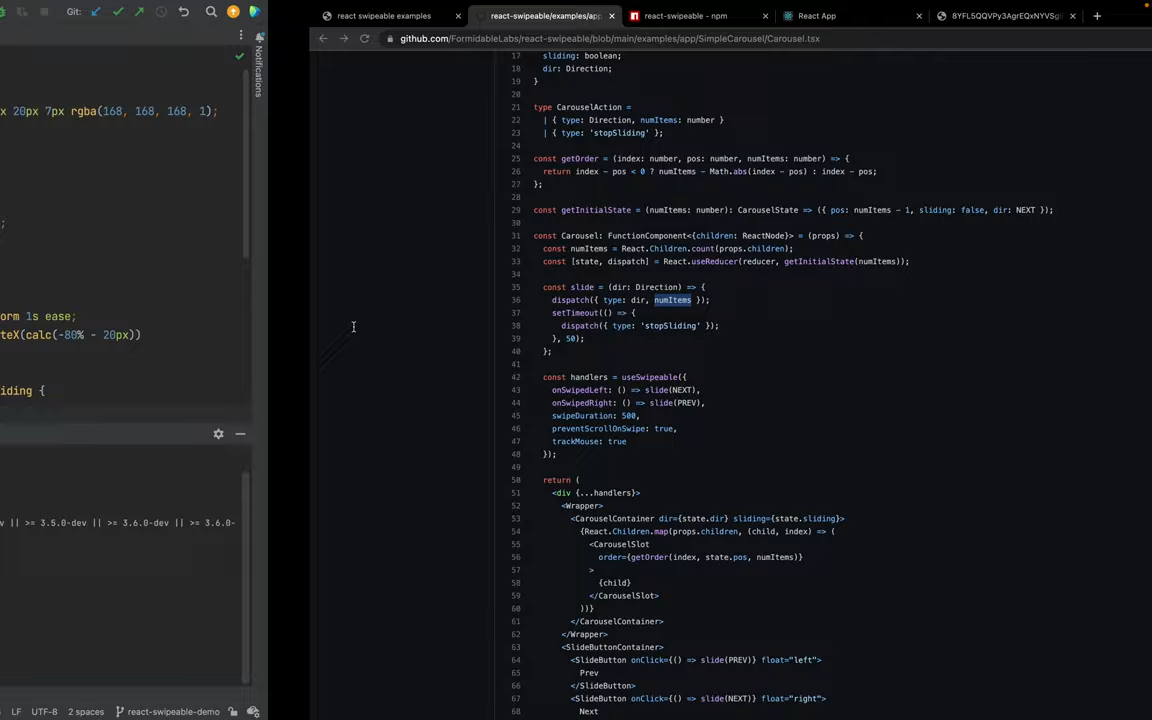 Git:
Notifications
x 20px 7px rgba(168, 168, 168, 1);
;
orm 1s ease;
teX(calc(-80% - 20px))
iding {
v || >= 3.5.0-dev || >= 3.6.0-dev || >= 3.6.0-
LF UTF-8 2 spaces react-swipeable-demo
react swipeable examples
react-swipeable/examples/app
react-swipeable - npm
React App
8YFL5QQVPy3AgrEQxNYVSg
github.com/FormidableLabs/react-swipeable/blob/main/examples/app/SimpleCarousel/Carousel.tsx
17 sliding: boolean;
18 dir: Direction;
19 }
20
21 type CarouselAction =
22 | { type: Direction, numItems: number }
23 | { type: 'stopSliding' };
24
25 const getOrder = (index: number, pos: number, numItems: number) => {
26 return index - pos < 0 ? numItems - Math.abs(index - pos) : index - pos;
27 };
28
29 const getInitialState = (numItems: number): CarouselState => ({ pos: numItems - 1, sliding: false, dir: NEXT });
30
31 const Carousel: FunctionComponent<{children: ReactNode}> = (props) => {
32 const numItems = React.Children.count(props.children);
33 const [state, dispatch] = React.useReducer(reducer, getInitialState(numItems));
34
35 const slide = (dir: Direction) => {
36 dispatch({ type: dir, numItems });
37 setTimeout(() => {
38 dispatch({ type: 'stopSliding' });
39 }, 50);
40 };
41
42 const handlers = useSwipeable({
43 onSwipedLeft: () => slide(NEXT),
44 onSwipedRight: () => slide(PREV),
45 swipeDuration: 500,
46 preventScrollOnSwipe: true,
47 trackMouse: true
48 });
49
50 return (
51 <div {...handlers}>
52 <Wrapper>
53 <CarouselContainer dir={state.dir} sliding={state.sliding}>
54 {React.Children.map(props.children, (child, index) => (
55 <CarouselSlot
56 order={getOrder(index, state.pos, numItems)}
57 >
58 {child}
59 </CarouselSlot>
60 ))}
61 </CarouselContainer>
62 </Wrapper>
63 <SlideButtonContainer>
64 <SlideButton onClick={() => slide(PREV)} float="left">
65 Prev
66 </SlideButton>
67 <SlideButton onClick={() => slide(NEXT)} float="right">
68 Next